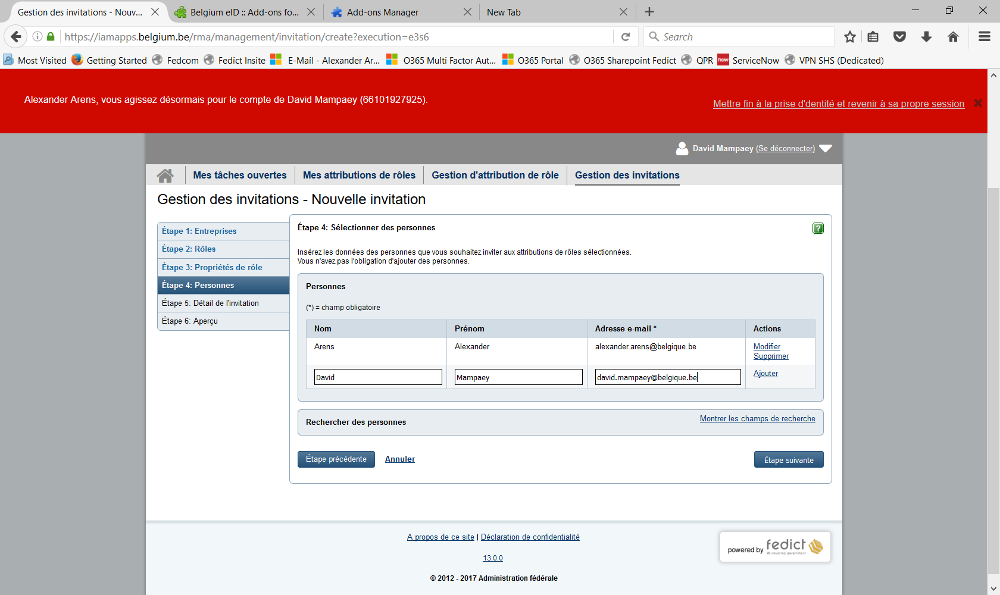 Gestion des invitations - Nouv...
Belgium eID :: Add-ons fo...
Add-ons Manager
New Tab
https://iamapps.belgium.be/rma/management/invitation/create?execution=e3s6
Search
Most Visited
Getting Started
Fedcom
Fedict Insite
E-Mail - Alexander Ar...
O365 Multi Factor Aut...
O365 Portal
O365 Sharepoint Fedict
QPR
now
ServiceNow
VPN SHS (Dedicated)
Alexander Arens, vous agissez désormais pour le compte de David Mampaey (66101927925).
Mettre fin à la prise d'dentité et revenir à sa propre session
David Mampaey (Se déconnecter)
Mes tâches ouvertes
Mes attributions de rôles
Gestion d'attribution de rôle
Gestion des invitations
Gestion des invitations - Nouvelle invitation
Étape 1: Entreprises
Étape 2: Rôles
Étape 3: Propriétés de rôle
Étape 4: Personnes
Étape 5: Détail de l'invitation
Étape 6: Aperçu
Étape 4: Sélectionner des personnes
?
Insérez les données des personnes que vous souhaitez inviter aux attributions de rôles sélectionnées.
Vous n'avez pas l'obligation d'ajouter des personnes.
Personnes
(*) = champ obligatoire
Nom Prénom Adresse e-mail * Actions
Arens Alexander alexander.arens@belgique.be Modifier
Supprimer
David Mampaey david.mampaey@belgique.be Ajouter
Rechercher des personnes
Montrer les champs de recherche
Étape précédente
Annuler
Étape suivante
A propos de ce site | Déclaration de confidentialité
13.0.0
© 2012 - 2017 Administration fédérale
powered by fedict